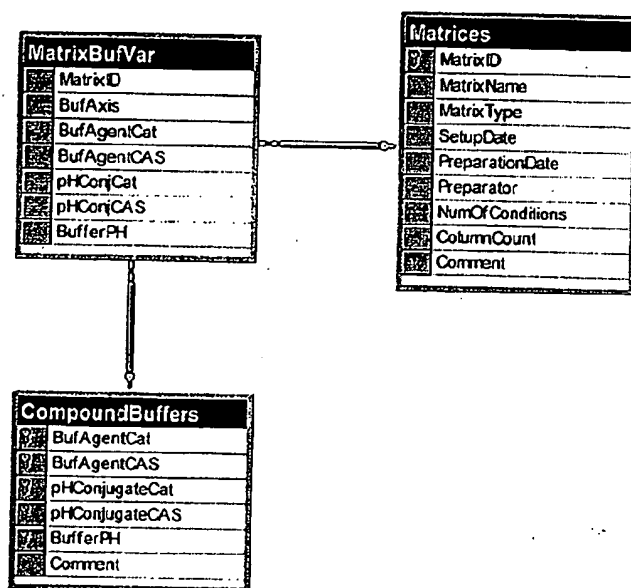 MatrixBufVar
MatrixID
BufAxis
BufAgentCat
BufAgentCAS
pHConjCat
pHConjCAS
BufferPH
Matrices
MatrixID
MatrixName
MatrixType
SetupDate
PreparationDate
Preparator
NumOfConditions
ColumnCount
Comment
CompoundBuffers
BufAgentCat
BufAgentCAS
pHConjugateCat
pHConjugateCAS
BufferPH
Comment